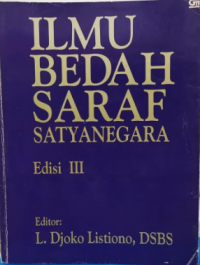 ILMU
BEDAH
SARAF
SATYANEGARA
Edisi III
Editor:
L. Djoko Listiono, DSBS